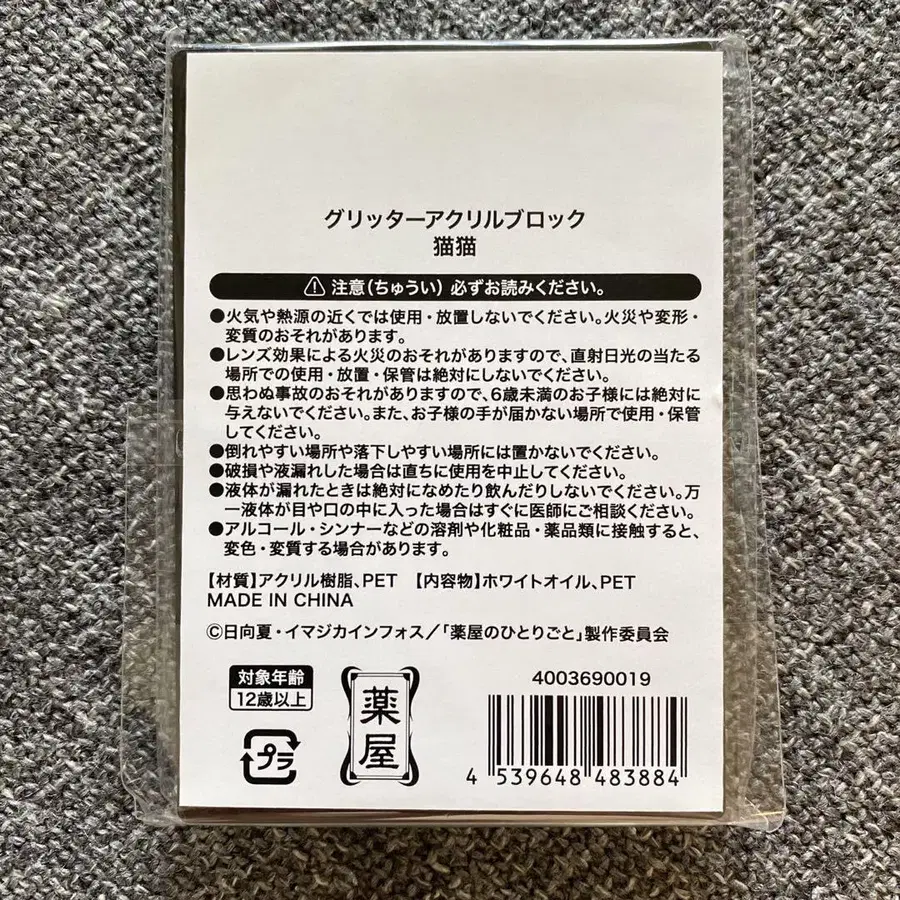 グリッターアクリルブロック
猫猫
注意(ちゅうい) 必ずお読みください。
●火気や熱源の近くでは使用・放置しないでください。火災や変形・
変質のおそれがあります。
●レンズ効果による火災のおそれがありますので、直射日光の当たる
場所での使用・放置・保管は絶対にしないでください。
●思わぬ事故のおそれがありますので、6歳未満のお子様には絶対に
与えないでください。また、お子様の手が届かない場所で使用・保管
してください。
●倒れやすい場所や落下しやすい場所には置かないでください。
●破損や液漏れした場合は直ちに使用を中止してください。
●液体が漏れたときは絶対になめたり飲んだりしないでください。万
一液体が目や口の中に入った場合はすぐに医師にご相談ください。
●アルコール・シンナーなどの溶剤や化粧品・薬品類に接触すると、
変色・変質する場合があります。
【材質】アクリル樹脂、PET 【内容物】ホワイトオイル、PET
MADE IN CHINA
©日向夏・イマジカインフォス/「薬屋のひとりごと」製作委員会
対象年齢
12歳以上
プラ
薬屋
4003690019
4 539648 483884